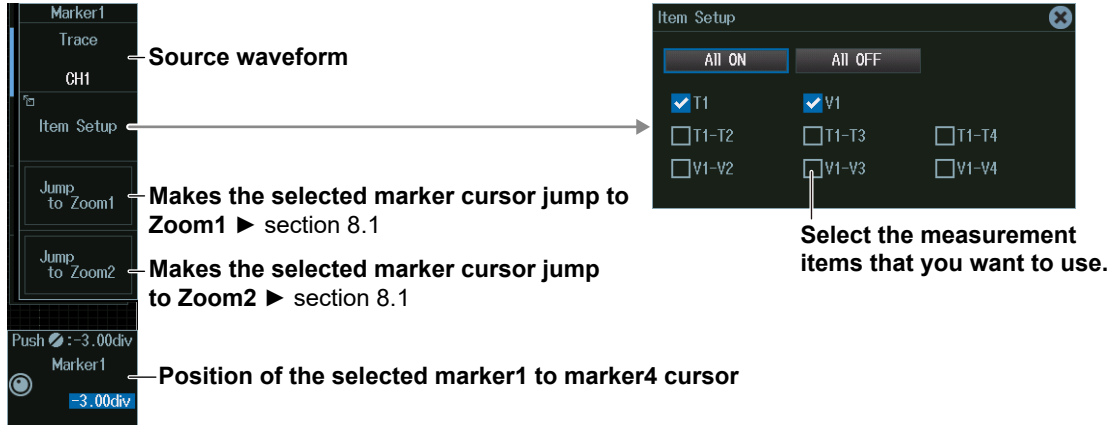 Marker1
Trace
CH1
Source waveform
Item Setup
Jump
to Zoom1
Makes the selected marker cursor jump to
Zoom1 ► section 8.1
Jump
to Zoom2
Makes the selected marker cursor jump
to Zoom2 ► section 8.1
Push :-3.00div
Marker1
-3.00div
Position of the selected marker1 to marker4 cursor
Item Setup
All ON All OFF
T1 V1
T1-T2 T1-T3 T1-T4
V1-V2 V1-V3 V1-V4
Select the measurement
items that you want to use.